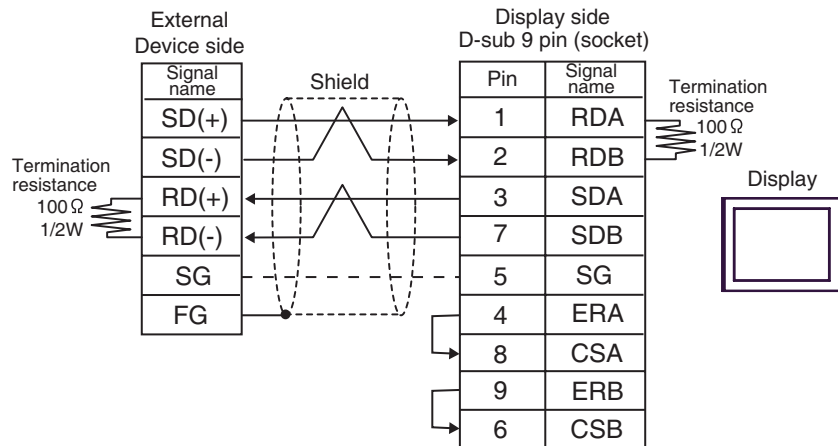 External
Device side
Display side
D-sub 9 pin (socket)
Signal
name
Shield
Pin
Signal
name
Termination
resistance
100 Ω
1/2W
SD(+)
1
RDA
SD(-)
2
RDB
Termination
resistance
100 Ω
1/2W
RD(+)
3
SDA
Display
RD(-)
7
SDB
SG
5
SG
FG
4
ERA
8
CSA
9
ERB
6
CSB